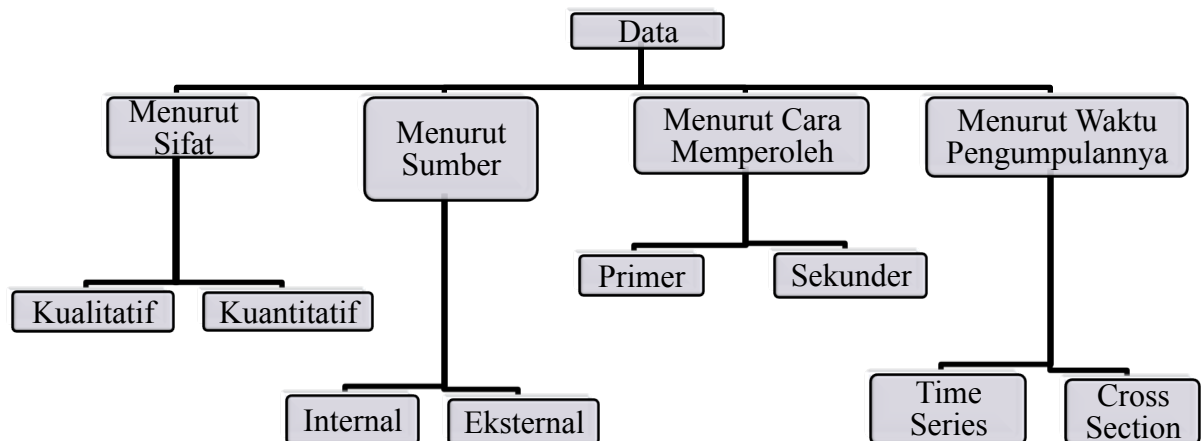 Data
Menurut
Sifat
Menurut
Sumber
Menurut Cara
Memperoleh
Menurut Waktu
Pengumpulannya
Kualitatif
Kuantitatif
Internal
Eksternal
Primer
Sekunder
Time
Series
Cross
Section